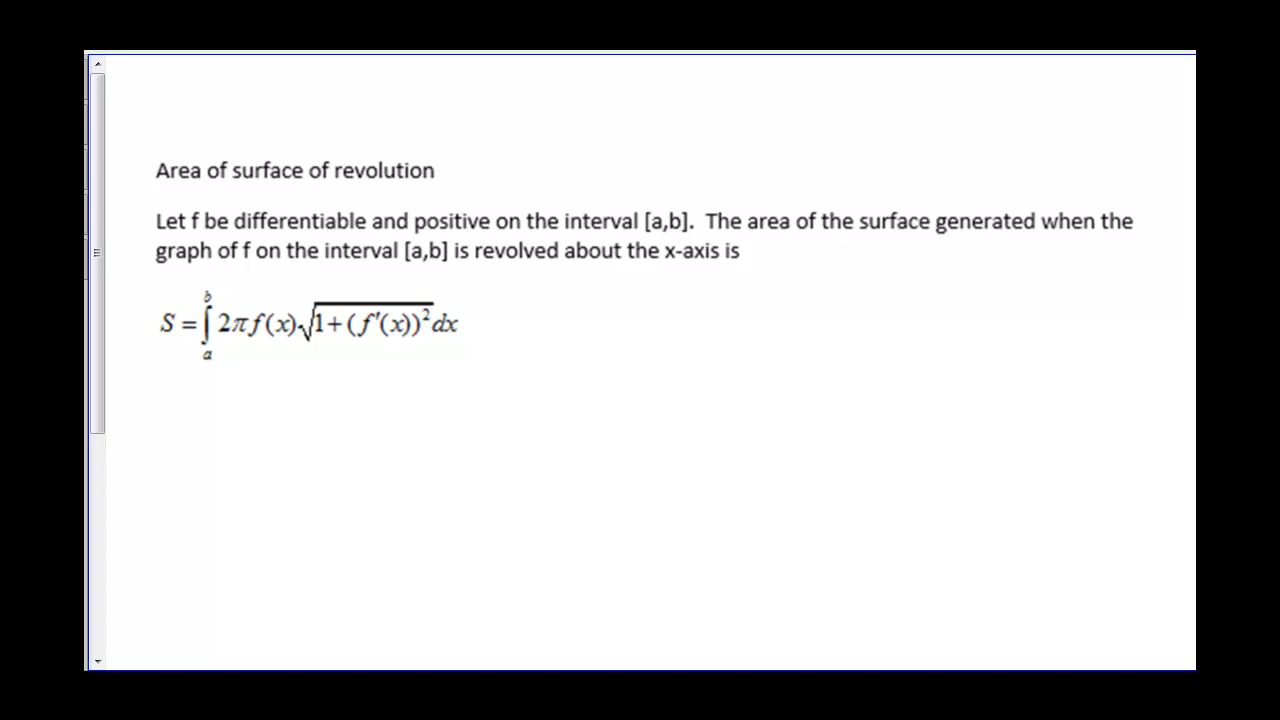 Area of surface of revolution
Let f be differentiable and positive on the interval [a,b].  The area of the surface generated when the
graph of f on the interval [a,b] is revolved about the x-axis is
S = ∫_a^b 2πf(x)√(1+(f′(x))²)dx